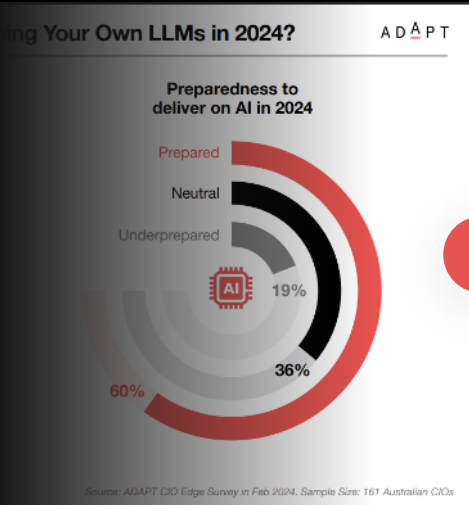 ing Your Own LLMs in 2024?
ADAPT
Preparedness to
deliver on AI in 2024
Prepared
Neutral
Underprepared
AI
19%
36%
60%
Source: ADAPT CIO Edge Survey in Feb 2024. Sample Size: 161 Australian CIOs